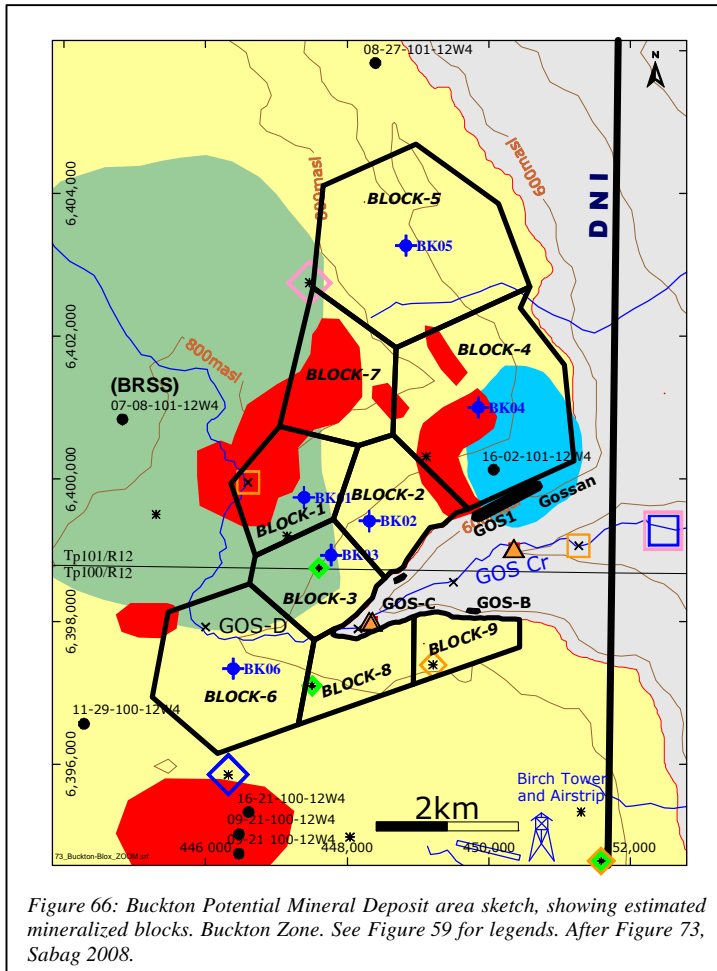 08-27-101-12W4
N
600masl
800masl
6,404,000
BLOCK-5
DNI
BK05
6,402,000
800masl
BLOCK-4
BLOCK-7
(BRSS)
07-08-101-12W4
BK04
16-02-101-12W4
6,400,000
BK01
BLOCK-2
BLOCK-1
BK02
Gossan
GOS1
BK03
Tp101/R12
Tp100/R12
GOS Cr
BLOCK-3
GOS-C
GOS-B
6,398,000
GOS-D
BLOCK-9
BK06
BLOCK-8
BLOCK-6
11-29-100-12W4
6,396,000
Birch Tower
and Airstrip
16-21-100-12W4
2km
09-21-100-12W4
73_Buckton-Blox_ZOOM.srf
446,000
448,000
450,000
452,000
Figure 66: Buckton Potential Mineral Deposit area sketch, showing estimated
mineralized blocks. Buckton Zone. See Figure 59 for legends. After Figure 73,
Sabag 2008.